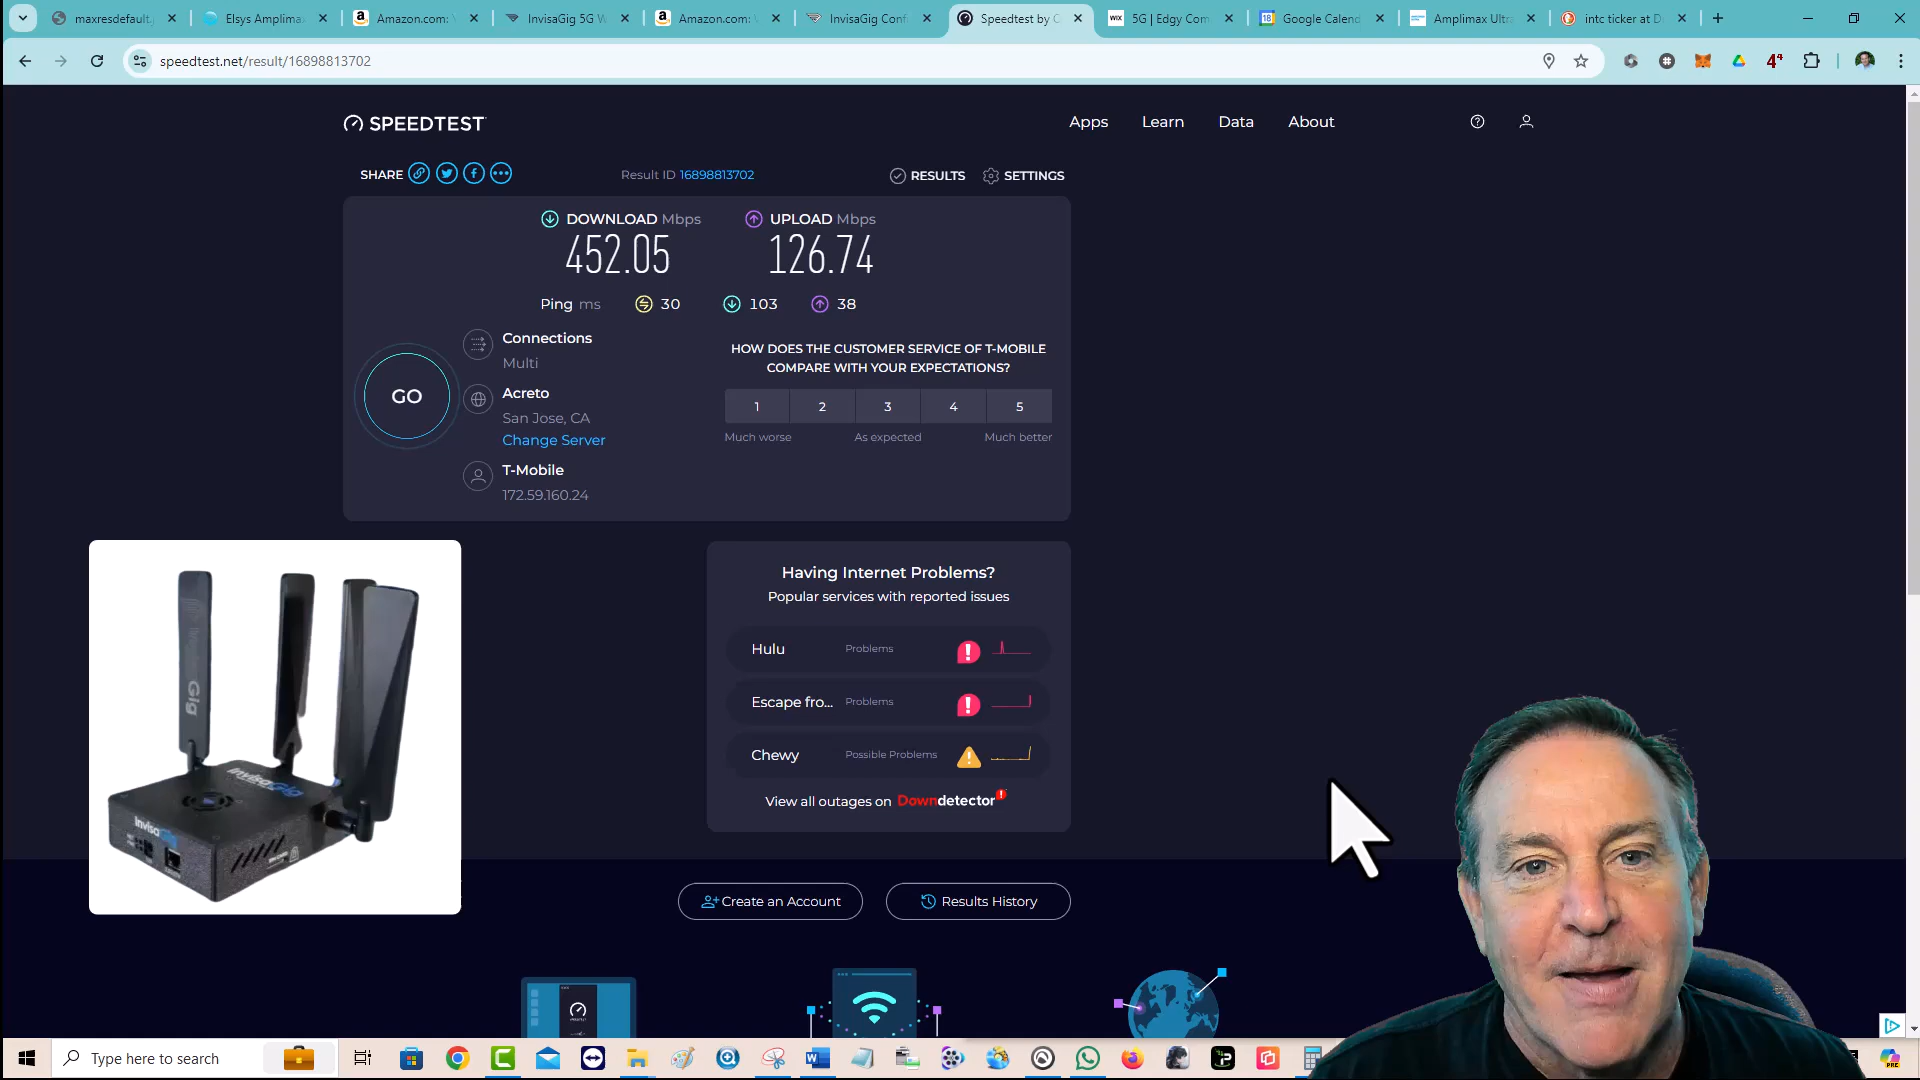 maxresdefault.
Elsys Amplima
Amazon.com:
InvisaGig 5G W
Amazon.com:
InvisaGig Conf
Speedtest by
5G | Edgy Com
Google Calend
Amplimax Ultr
intc ticker at D
speedtest.net/result/16898813702
SPEEDTEST
Apps
Learn
Data
About
SHARE
Result ID 16898813702
RESULTS
SETTINGS
DOWNLOAD Mbps
452.05
UPLOAD Mbps
126.74
Ping ms
30
103
38
GO
Connections
Multi
Acreto
San Jose, CA
Change Server
T-Mobile
172.59.160.24
HOW DOES THE CUSTOMER SERVICE OF T-MOBILE
COMPARE WITH YOUR EXPECTATIONS?
1 2 3 4 5
Much worse As expected Much better
Gig
InvisaGig
Invisa
Having Internet Problems?
Popular services with reported issues
Hulu Problems
Escape fro... Problems
Chewy Possible Problems
View all outages on Downdetector
Create an Account
Results History
Type here to search